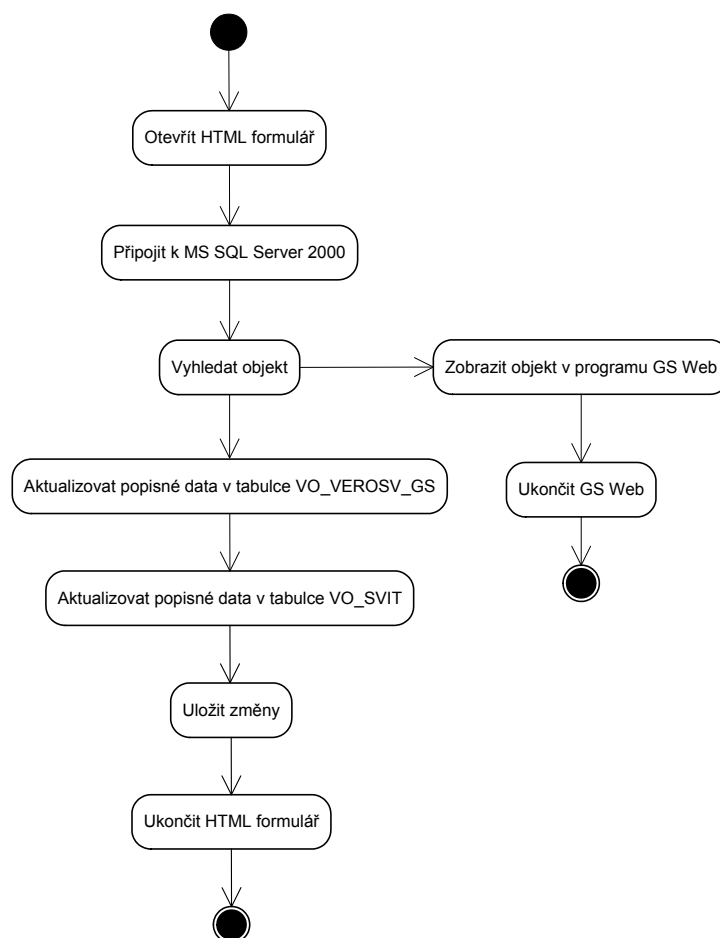 Otevřít HTML formulář
Připojit k MS SQL Server 2000
Vyhledat objekt
Zobrazit objekt v programu GS Web
Aktualizovat popisné data v tabulce VO_VEROSV_GS
Ukončit GS Web
Aktualizovat popisné data v tabulce VO_SVIT
Uložit změny
Ukončit HTML formulář